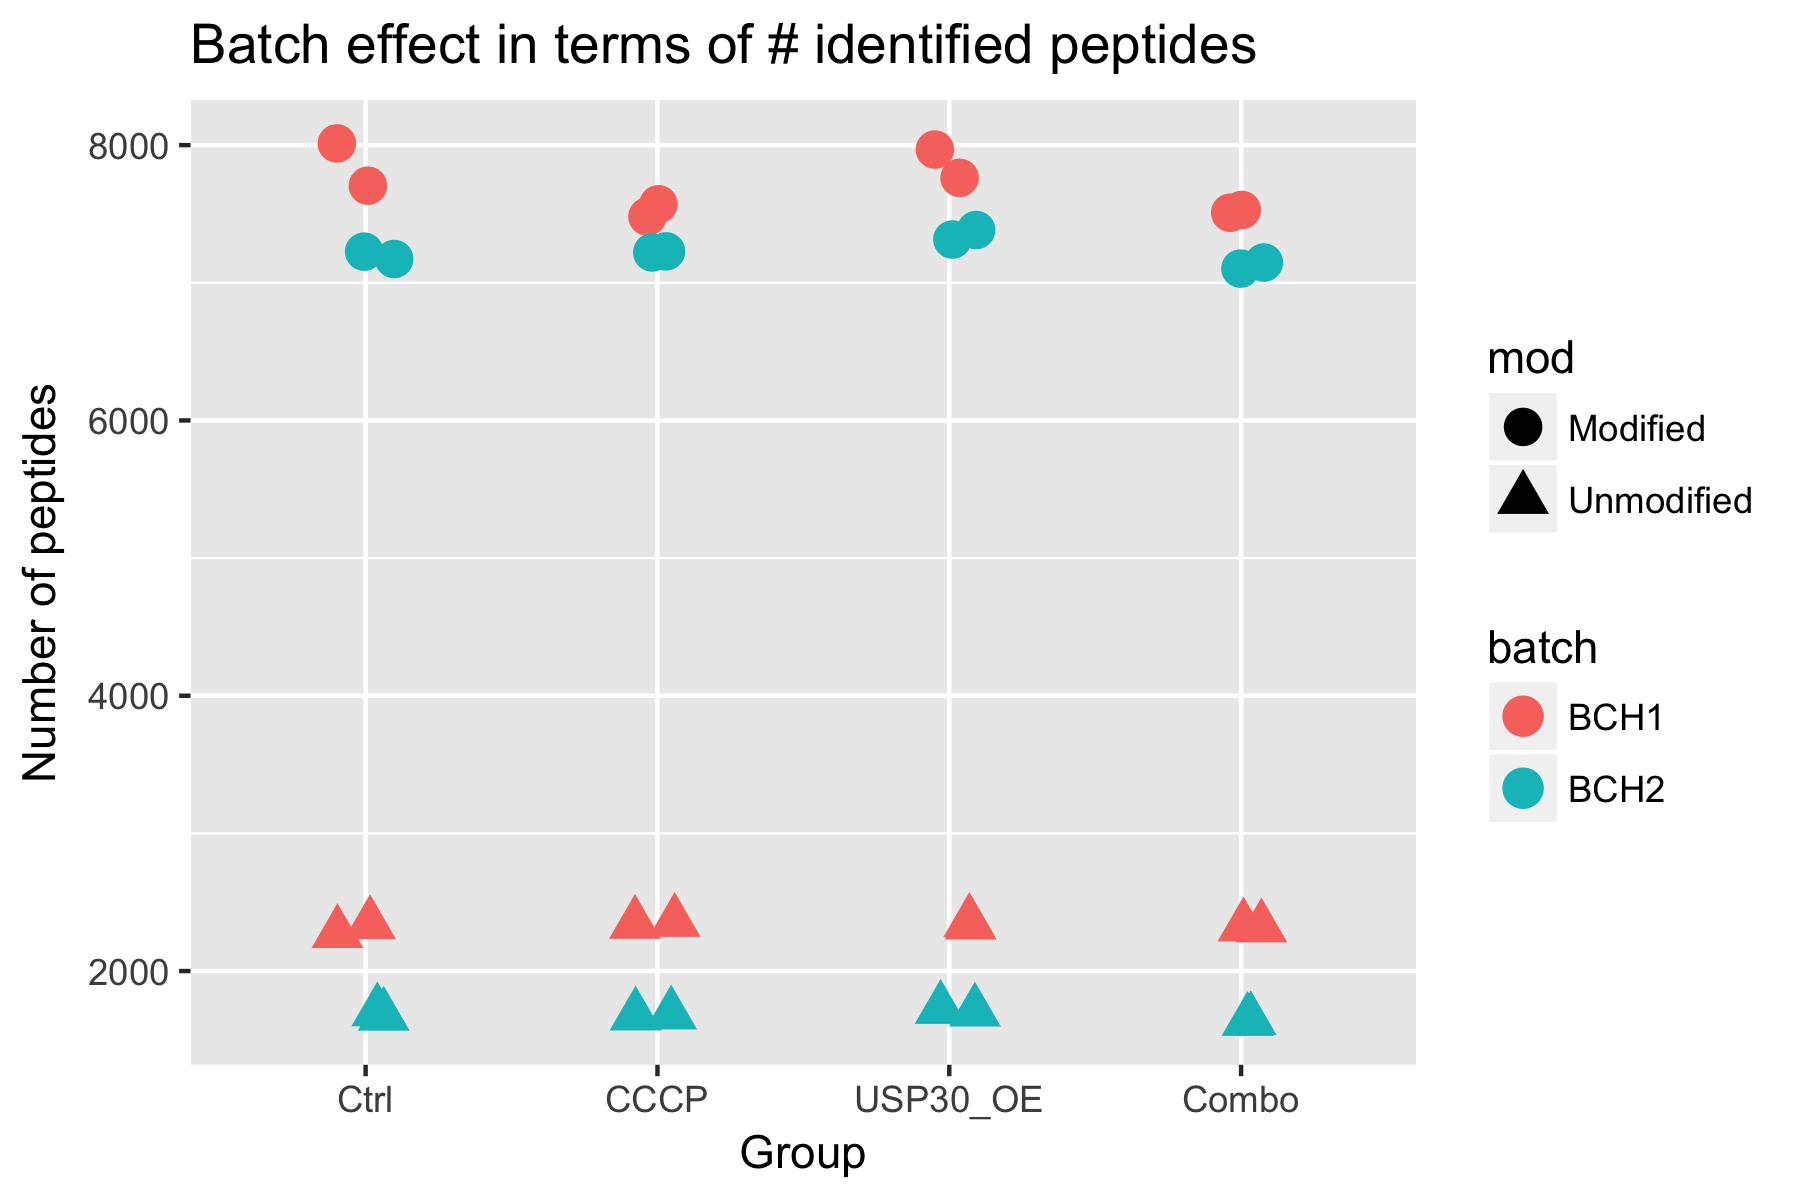 Batch effect in terms of # identified peptides
Number of peptides
8000
6000
4000
2000
Ctrl
CCCP
USP30_OE
Combo
Group
mod
Modified
Unmodified
batch
BCH1
BCH2